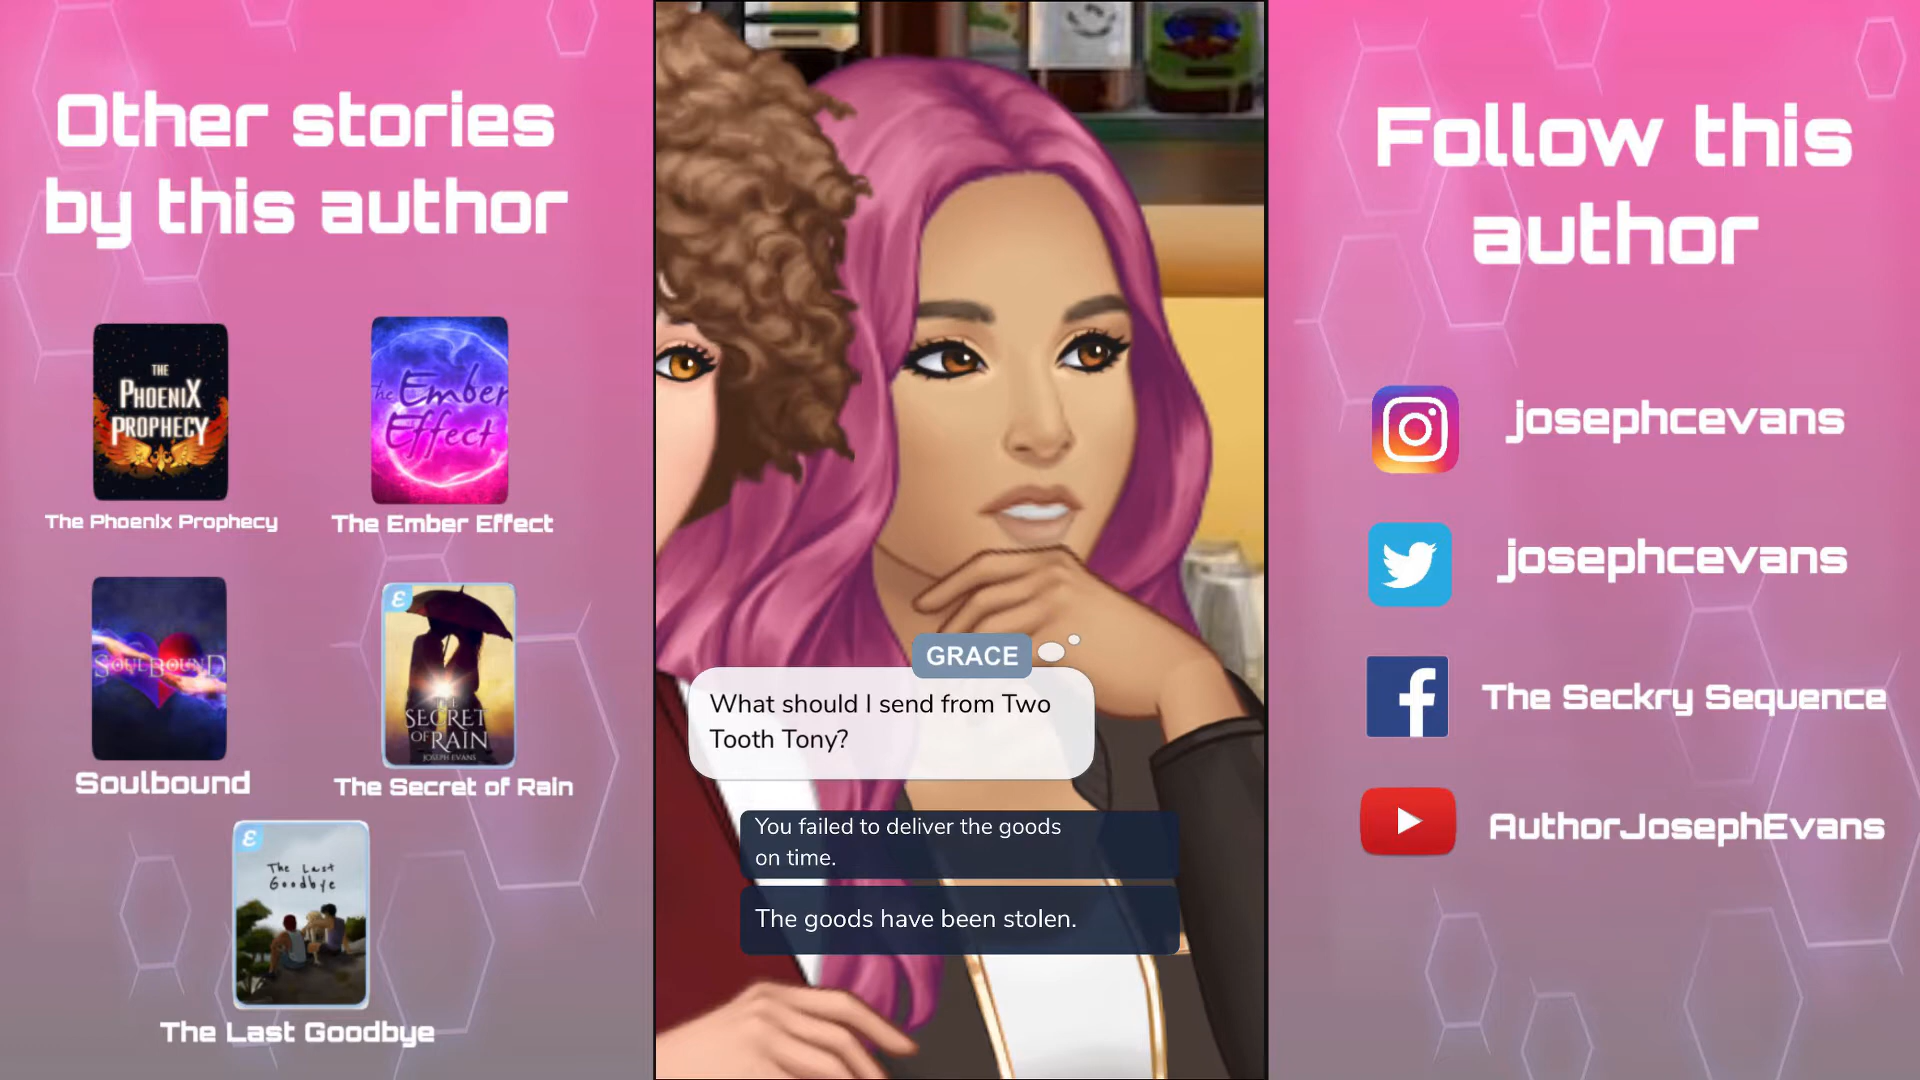 Other stories
by this author
THE
PHOENIX
PROPHECY
The Phoenix Prophecy
The Ember
Effect
The Ember Effect
SOULBOUND
Soulbound
THE
SECRET
OF RAIN
JOSEPH EVANS
The Secret of Rain
The Last
Goodbye
The Last Goodbye
GRACE
What should I send from Two
Tooth Tony?
You failed to deliver the goods
on time.
The goods have been stolen.
Follow this
author
josephcevans
josephcevans
The Seckry Sequence
AuthorJosephEvans